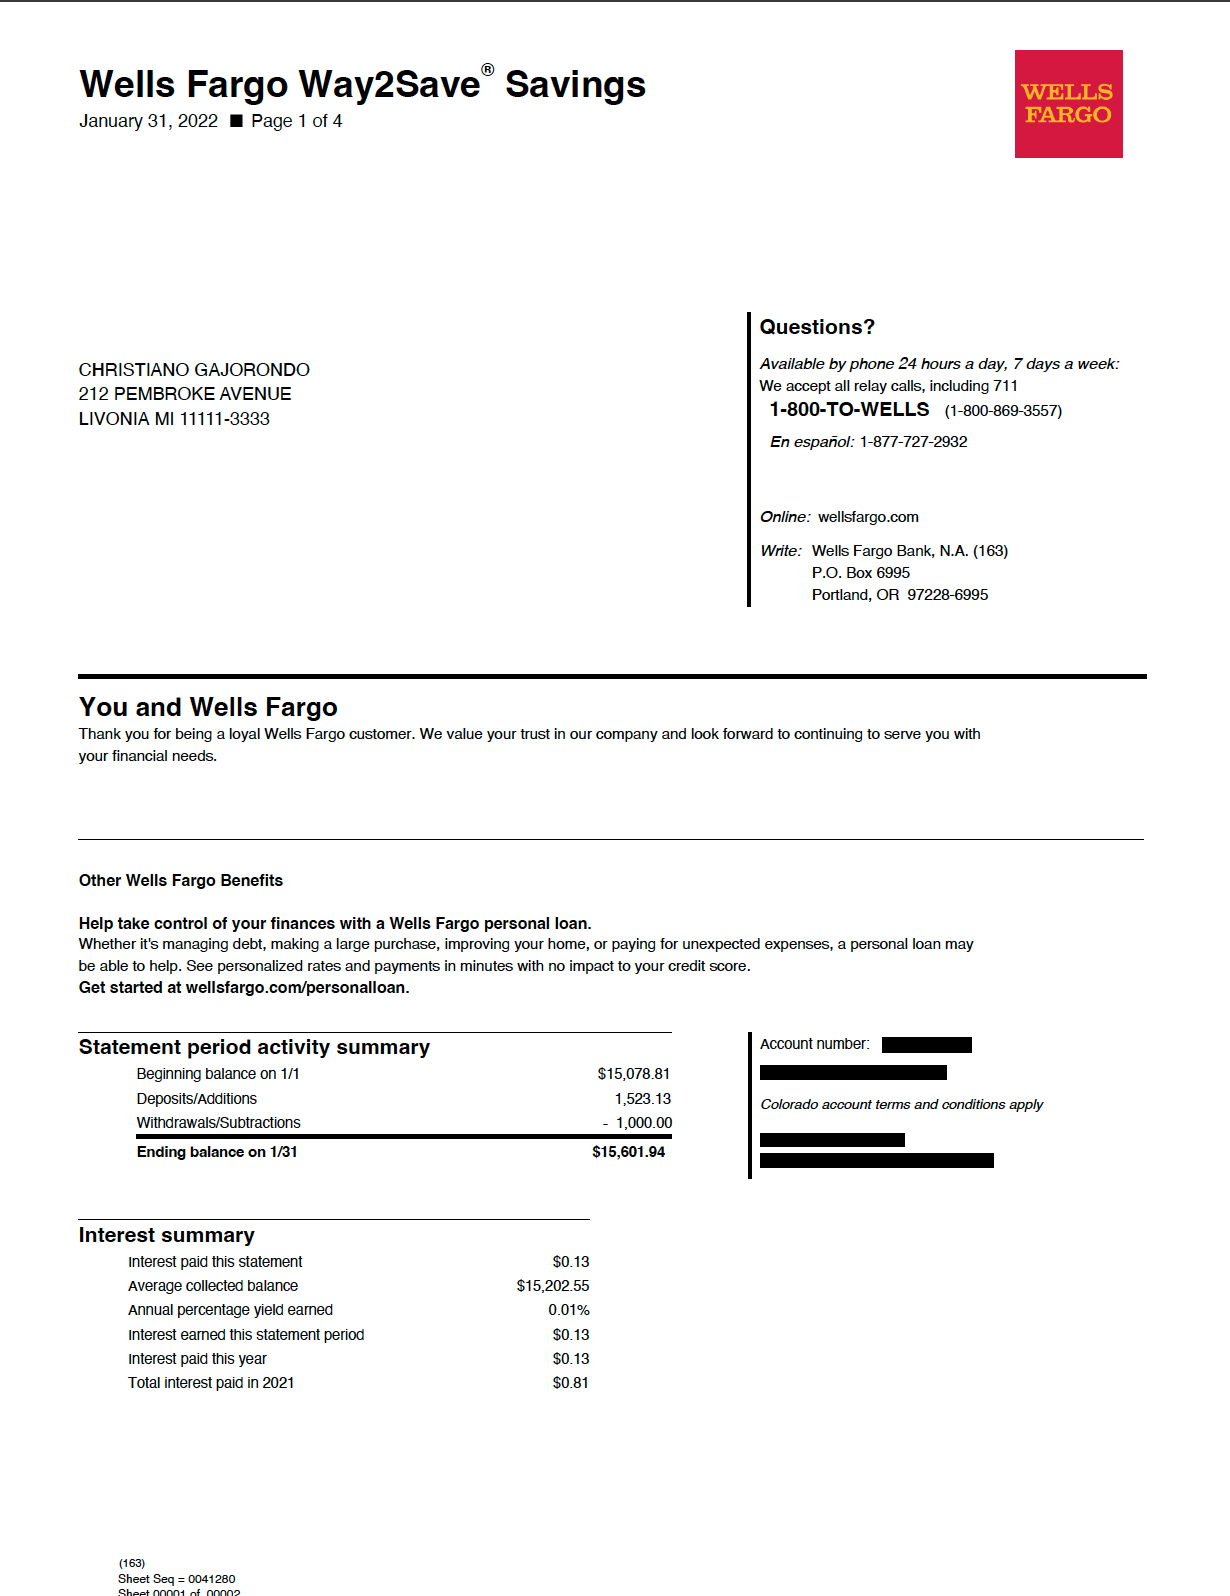 Wells Fargo Way2Save® Savings
January 31, 2022 ■ Page 1 of 4
WELLS
FARGO
Questions?
Available by phone 24 hours a day, 7 days a week:
We accept all relay calls, including 711
1-800-TO-WELLS (1-800-869-3557)
En español: 1-877-727-2932
Online: wellsfargo.com
Write: Wells Fargo Bank, N.A. (163)
P.O. Box 6995
Portland, OR 97228-6995
CHRISTIANO GAJORONDO
212 PEMBROKE AVENUE
LIVONIA MI 11111-3333
You and Wells Fargo
Thank you for being a loyal Wells Fargo customer. We value your trust in our company and look forward to continuing to serve you with
your financial needs.
Other Wells Fargo Benefits
Help take control of your finances with a Wells Fargo personal loan.
Whether it's managing debt, making a large purchase, improving your home, or paying for unexpected expenses, a personal loan may
be able to help. See personalized rates and payments in minutes with no impact to your credit score.
Get started at wellsfargo.com/personalloan.
Statement period activity summary
Beginning balance on 1/1 $15,078.81
Deposits/Additions 1,523.13
Withdrawals/Subtractions - 1,000.00
Ending balance on 1/31 $15,601.94
Account number:
Colorado account terms and conditions apply
Interest summary
Interest paid this statement $0.13
Average collected balance $15,202.55
Annual percentage yield earned 0.01%
Interest earned this statement period $0.13
Interest paid this year $0.13
Total interest paid in 2021 $0.81
(163)
Sheet Seq = 0041280
Sheet 00001 of 00002